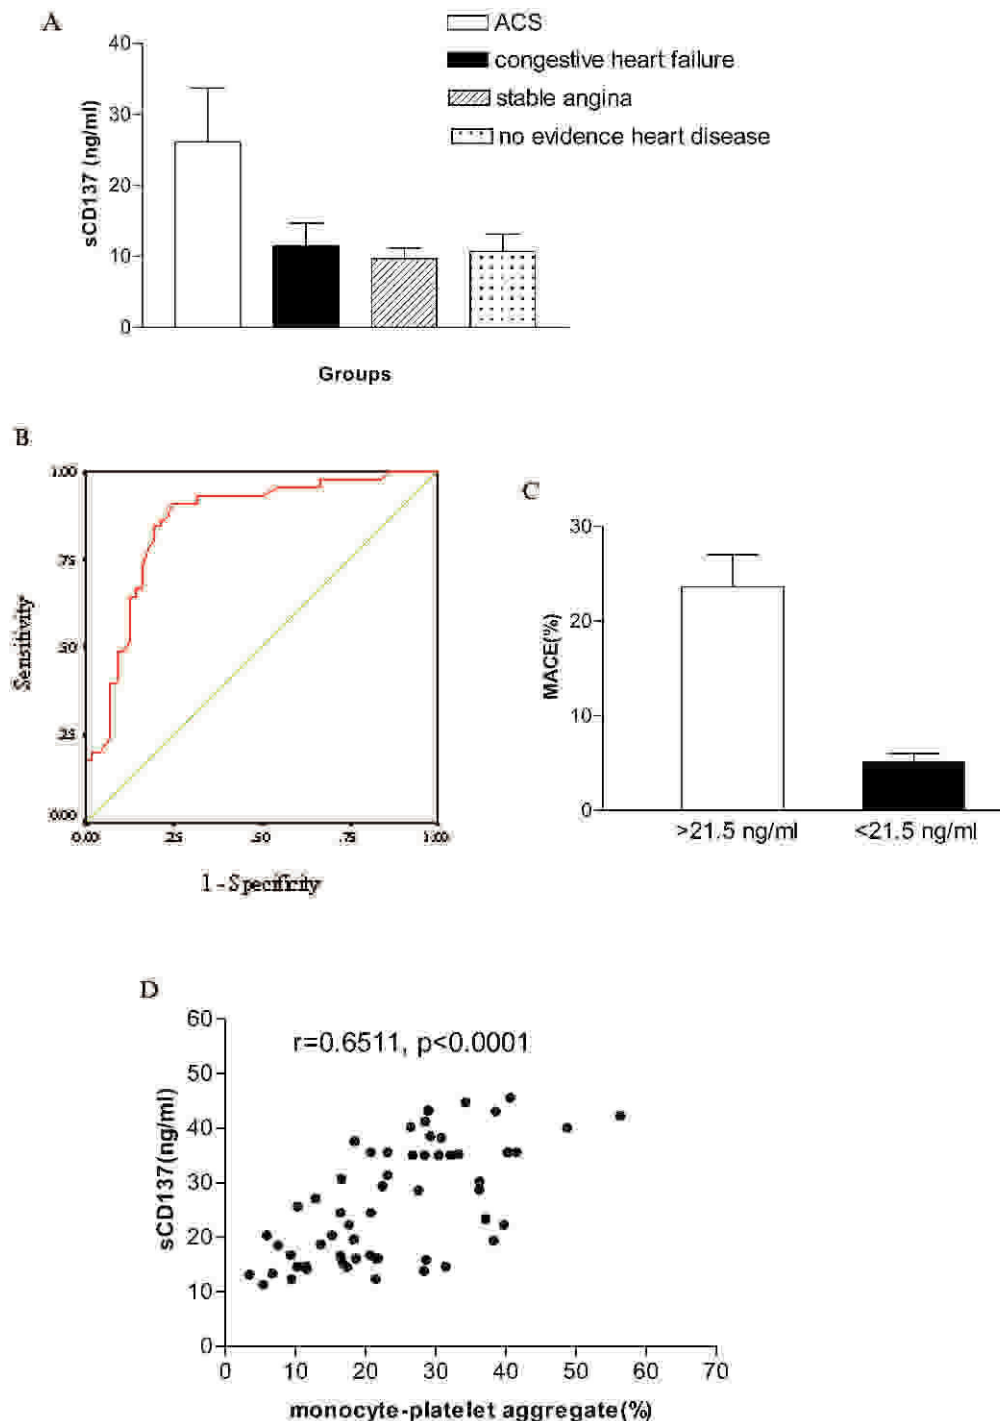 A
ACS
congestive heart failure
stable angina
no evidence heart disease
sCD137 (ng/ml)
40
30
20
10
0
Groups
B
1.00
.75
.50
.25
0.00
0.00
.25
.50
.75
1.00
Sensitivity
1 - Specificity
C
30
20
10
0
MACE(%)
>21.5 ng/ml
<21.5 ng/ml
D
r=0.6511, p<0.0001
60
50
40
30
20
10
0
sCD137(ng/ml)
0
10
20
30
40
50
60
70
monocyte-platelet aggregate(%)